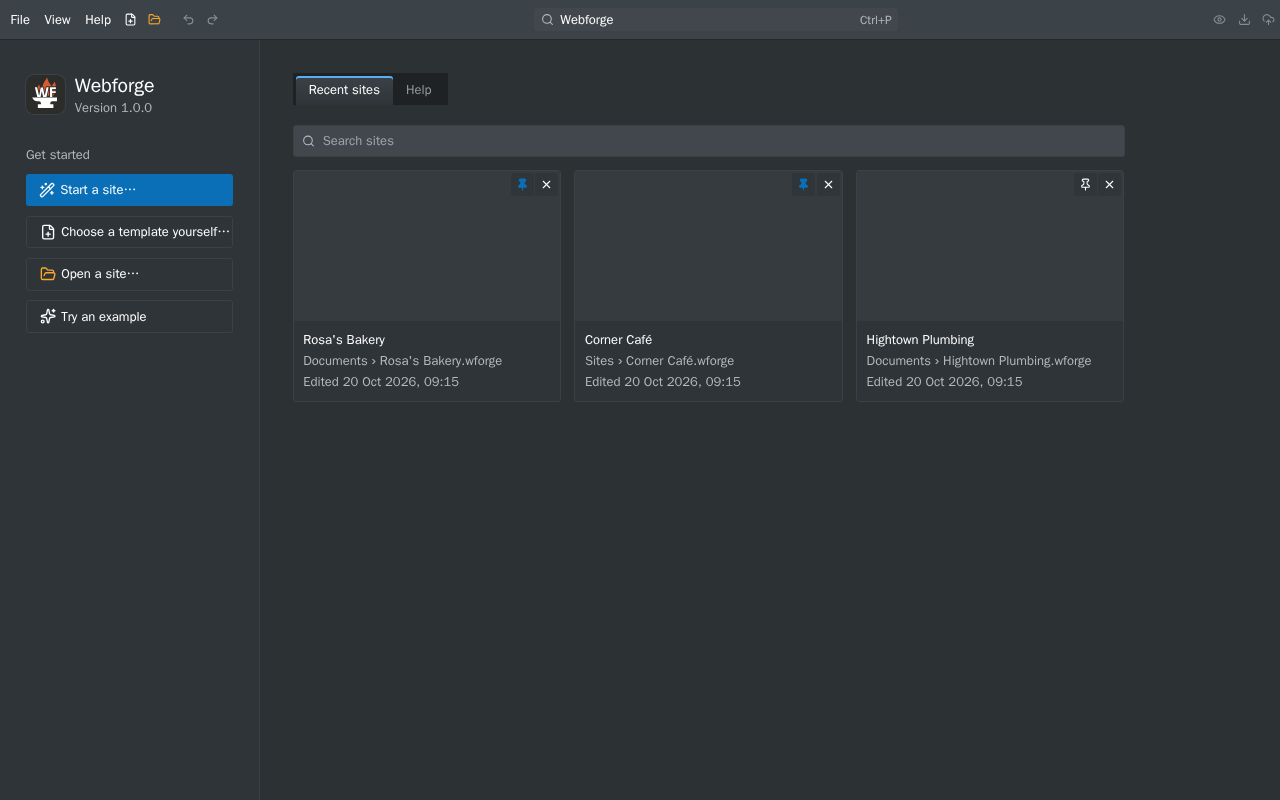 File View Help
Webforge Ctrl+P
WF
Webforge
Version 1.0.0
Get started
Start a site…
Choose a template yourself…
Open a site…
Try an example
Recent sites Help
Search sites
Rosa's Bakery
Documents › Rosa's Bakery.wforge
Edited 20 Oct 2026, 09:15
Corner Café
Sites › Corner Café.wforge
Edited 20 Oct 2026, 09:15
Hightown Plumbing
Documents › Hightown Plumbing.wforge
Edited 20 Oct 2026, 09:15